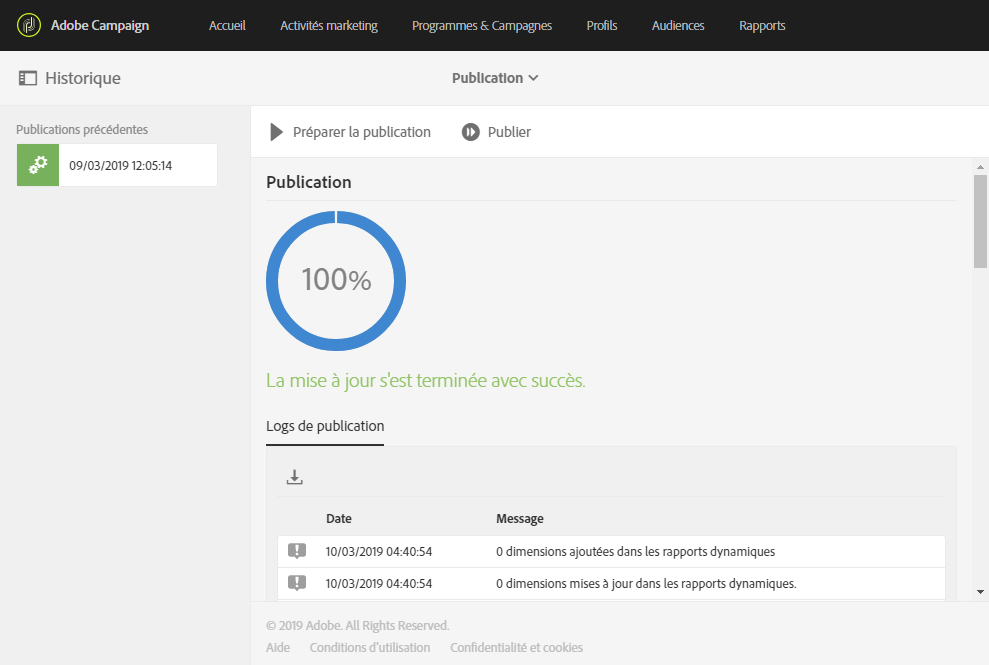 Adobe Campaign Accueil Activités marketing Programmes & Campagnes Profils Audiences Rapports
Historique Publication
Publications précédentes
09/03/2019 12:05:14
Préparer la publication Publier
Publication
100%
La mise à jour s'est terminée avec succès.
Logs de publication
Date Message
10/03/2019 04:40:54 0 dimensions ajoutées dans les rapports dynamiques
10/03/2019 04:40:54 0 dimensions mises à jour dans les rapports dynamiques.
© 2019 Adobe. All Rights Reserved.
Aide Conditions d'utilisation Confidentialité et cookies